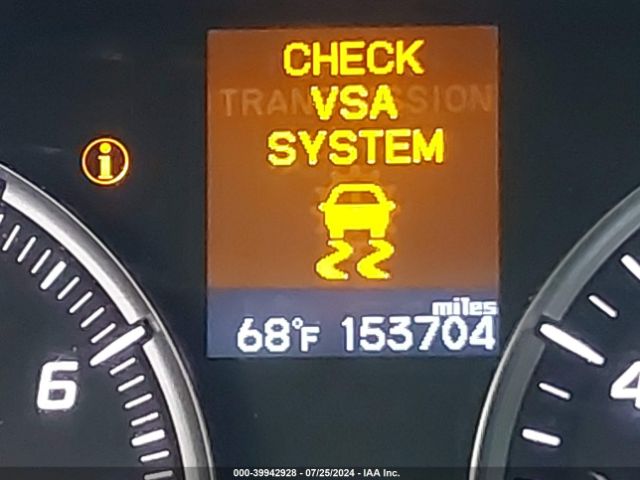 CHECK
TRANSMISSION
VSA
SYSTEM
i
miles
68°F 153704
6
4
000-39942928 - 07/25/2024 - IAA Inc.